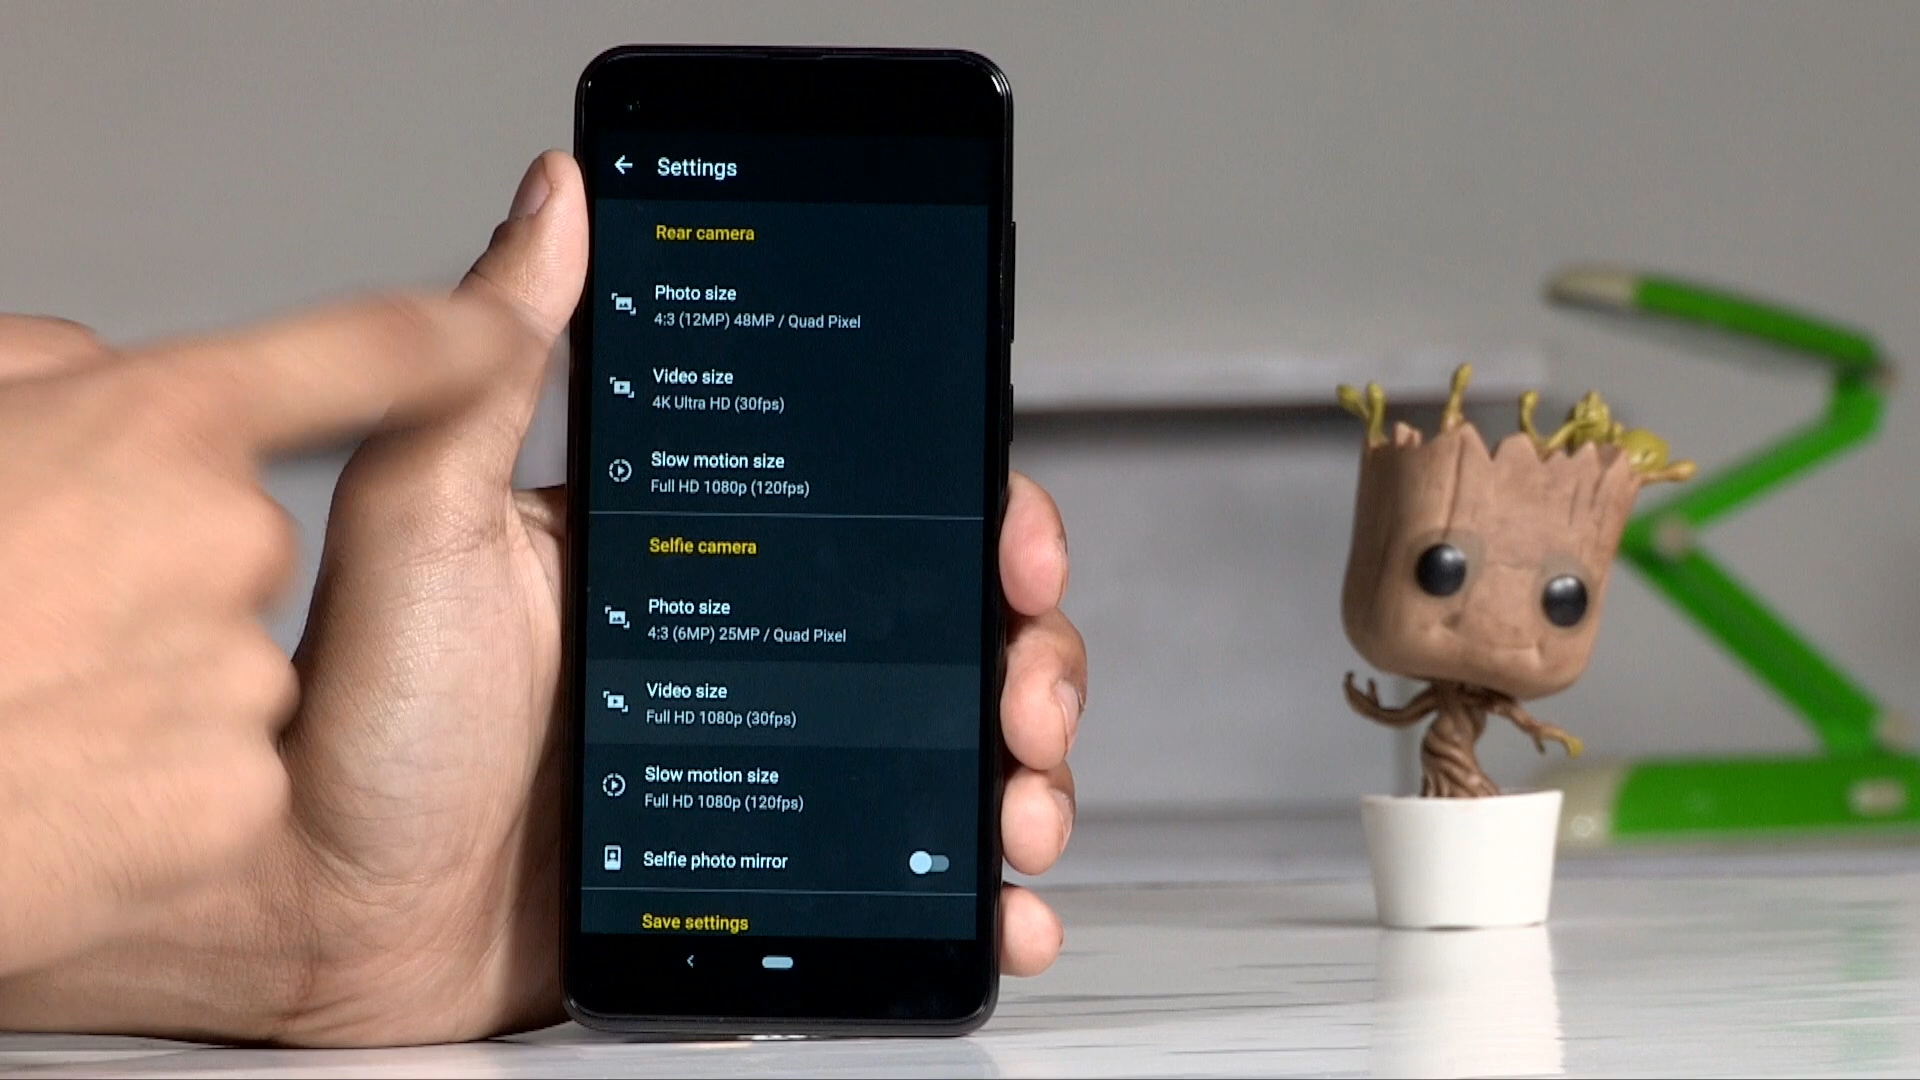 Settings
Rear camera
Photo size
4:3 (12MP) 48MP / Quad Pixel
Video size
4K Ultra HD (30fps)
Slow motion size
Full HD 1080p (120fps)
Selfie camera
Photo size
4:3 (6MP) 25MP / Quad Pixel
Video size
Full HD 1080p (30fps)
Slow motion size
Full HD 1080p (120fps)
Selfie photo mirror
Save settings